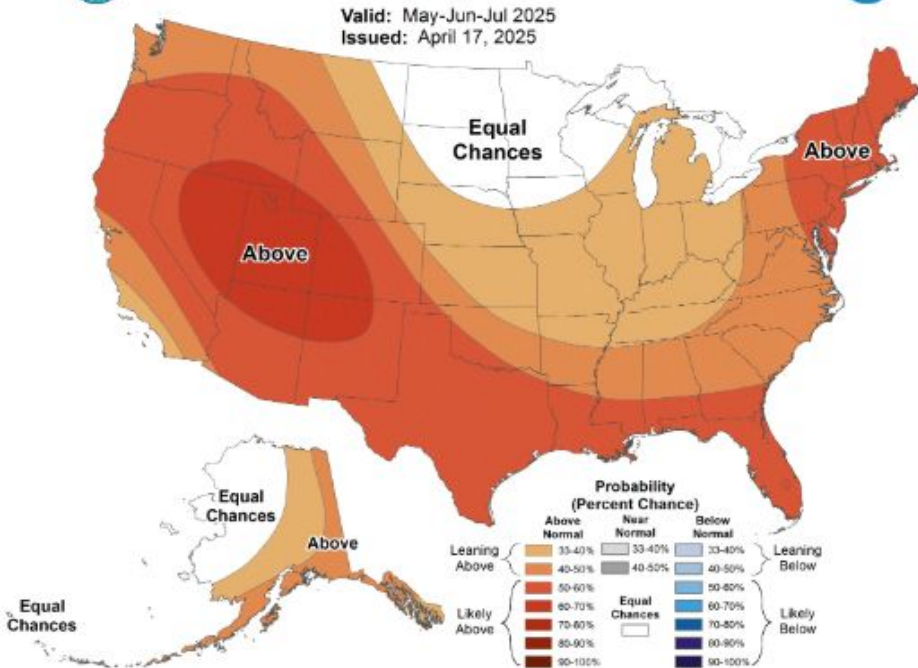 Valid: May-Jun-Jul 2025
Issued: April 17, 2025
Equal
Chances
Above
Above
Equal
Chances
Above
Equal
Chances
Probability
(Percent Chance)
Above
Normal
Near
Normal
Below
Normal
Leaning
Above
33-40%
33-40%
33-40%
Leaning
Below
40-50%
40-50%
40-50%
Likely
Above
50-60%
60-70%
70-80%
80-90%
90-100%
Equal
Chances
50-60%
60-70%
70-80%
80-90%
90-100%
Likely
Below